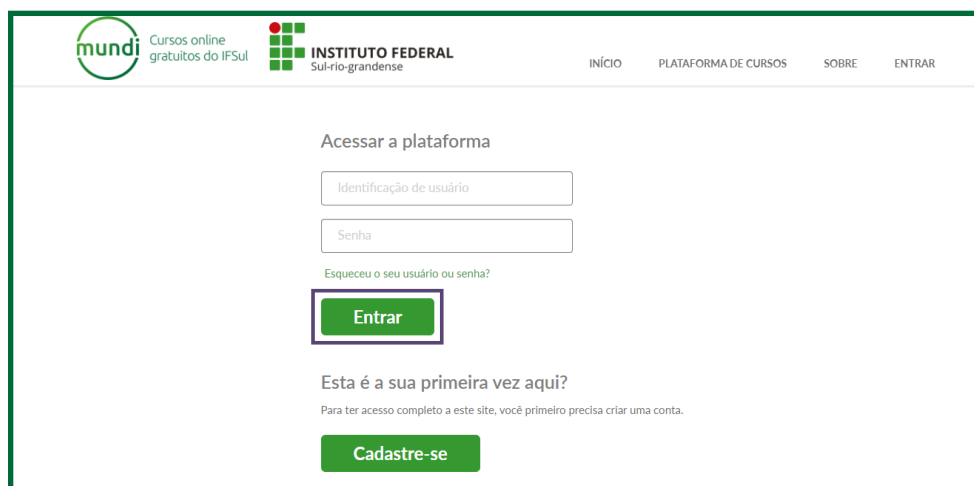 mundi
Cursos online
gratuitos do IFSul
INSTITUTO FEDERAL
Sul-rio-grandense
INÍCIO PLATAFORMA DE CURSOS SOBRE ENTRAR
Acessar a plataforma
Identificação de usuário
Senha
Esqueceu o seu usuário ou senha?
Entrar
Esta é a sua primeira vez aqui?
Para ter acesso completo a este site, você primeiro precisa criar uma conta.
Cadastre-se